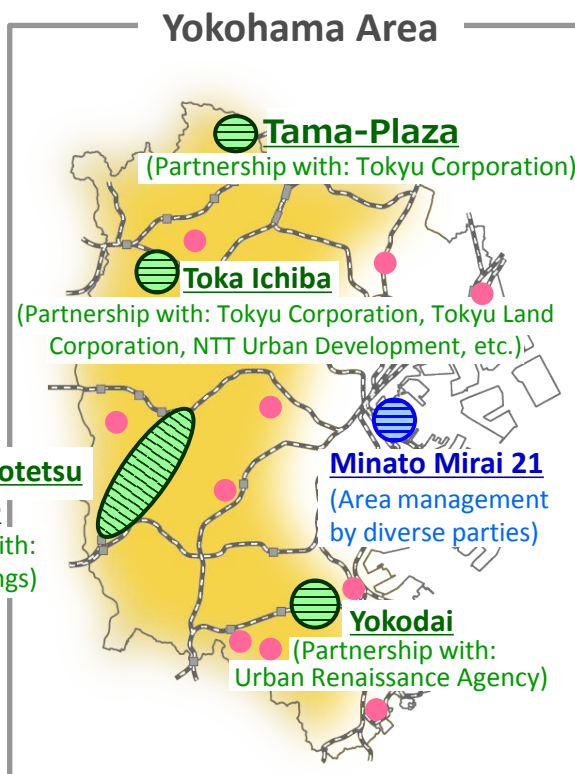 Yokohama Area
Tama-Plaza
(Partnership with: Tokyu Corporation)
Toka Ichiba
(Partnership with: Tokyu Corporation, Tokyu Land
Corporation, NTT Urban Development, etc.)
otetsu
ith:
ngs)
Minato Mirai 21
(Area management
by diverse parties)
Yokodai
(Partnership with:
Urban Renaissance Agency)